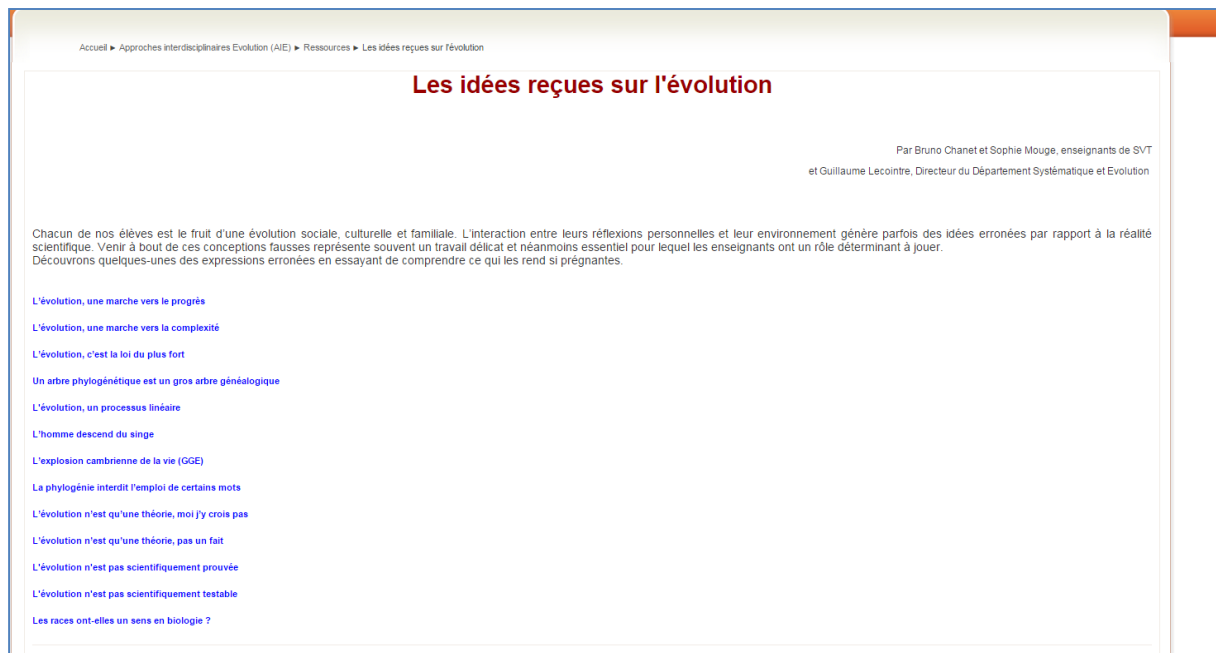 Accueil ► Approches interdisciplinaires Evolution (AIE) ► Ressources ► Les idées reçues sur l'évolution
Les idées reçues sur l'évolution
Par Bruno Chanet et Sophie Mouge, enseignants de SVT
et Guillaume Lecointre, Directeur du Département Systématique et Evolution
Chacun de nos élèves est le fruit d'une évolution sociale, culturelle et familiale. L'interaction entre leurs réflexions personnelles et leur environnement génère parfois des idées erronées par rapport à la réalité
scientifique. Venir à bout de ces conceptions fausses représente souvent un travail délicat et néanmoins essentiel pour lequel les enseignants ont un rôle déterminant à jouer.
Découvrons quelques-unes des expressions erronées en essayant de comprendre ce qui les rend si prégnantes.
L'évolution, une marche vers le progrès
L'évolution, une marche vers la complexité
L'évolution, c'est la loi du plus fort
Un arbre phylogénétique est un gros arbre généalogique
L'évolution, un processus linéaire
L'homme descend du singe
L'explosion cambrienne de la vie (GGE)
La phylogénie interdit l'emploi de certains mots
L'évolution n'est qu'une théorie, moi j'y crois pas
L'évolution n'est qu'une théorie, pas un fait
L'évolution n'est pas scientifiquement prouvée
L'évolution n'est pas scientifiquement testable
Les races ont-elles un sens en biologie ?